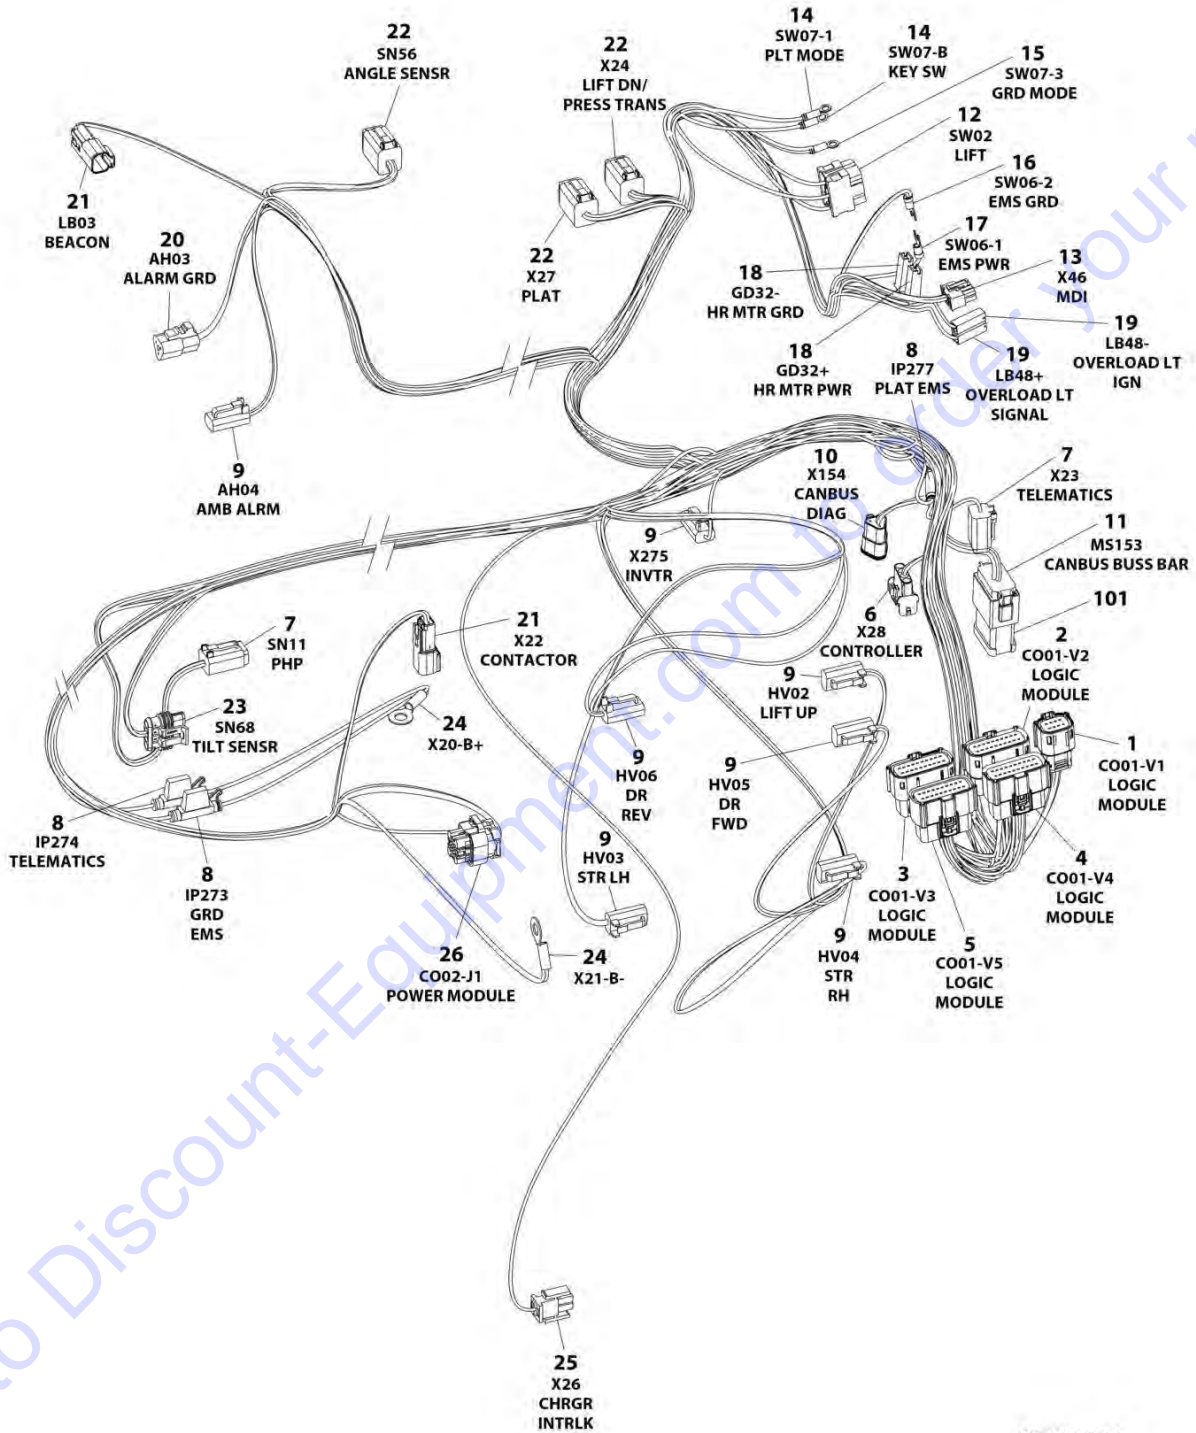 14
SW07-1
PLT MODE
14
SW07-B
KEY SW
15
SW07-3
GRD MODE
22
SN56
ANGLE SENSR
22
X24
LIFT DN/
PRESS TRANS
12
SW02
LIFT
16
SW06-2
EMS GRD
17
SW06-1
EMS PWR
13
X46
MDI
21
LB03
BEACON
20
AH03
ALARM GRD
22
X27
PLAT
18
GD32-
HR MTR GRD
18
GD32+
HR MTR PWR
19
LB48-
OVERLOAD LT
IGN
19
LB48+
OVERLOAD LT
SIGNAL
8
IP277
PLAT EMS
9
AH04
AMB ALRM
10
X154
CANBUS
DIAG
7
X23
TELEMATICS
11
MS153
CANBUS BUSS BAR
101
9
X275
INVTR
6
X28
CONTROLLER
2
CO01-V2
LOGIC
MODULE
7
SN11
PHP
21
X22
CONTACTOR
9
HV02
LIFT UP
1
CO01-V1
LOGIC
MODULE
23
SN68
TILT SENSR
24
X20-B+
9
HV06
DR
REV
9
HV05
DR
FWD
8
IP274
TELEMATICS
8
IP273
GRD
EMS
9
HV03
STR LH
3
CO01-V3
LOGIC
MODULE
4
CO01-V4
LOGIC
MODULE
26
CO02-J1
POWER MODULE
24
X21-B-
9
HV04
STR
RH
5
CO01-V5
LOGIC
MODULE
25
X26
CHRGR
INTRLK
to Discount-Equipment.com to order your